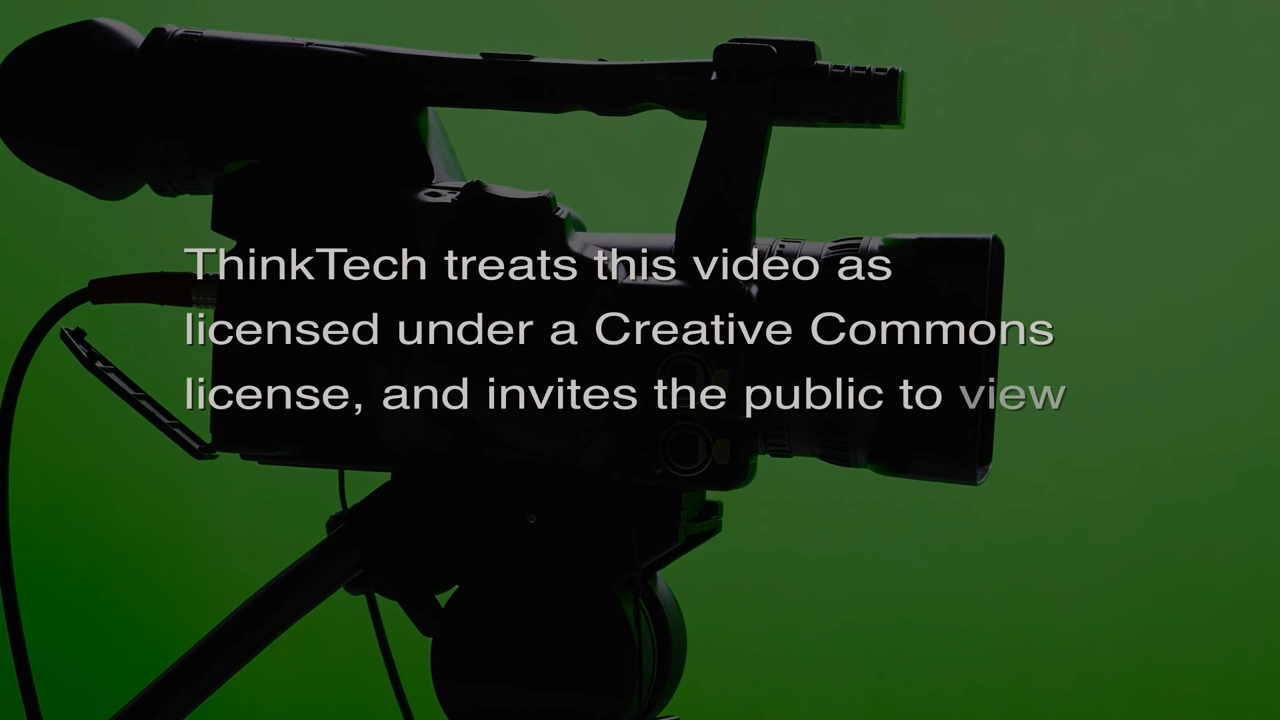 ThinkTech treats this video as
licensed under a Creative Commons
license, and invites the public to view